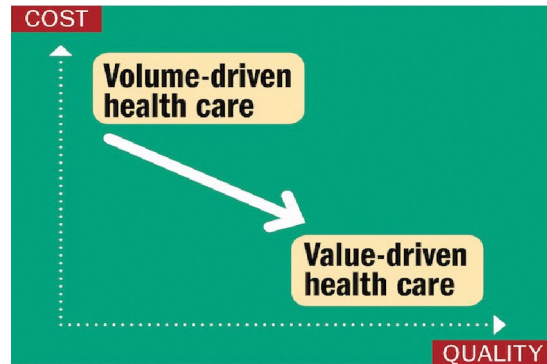 COST
Volume-driven
health care
Value-driven
health care
QUALITY